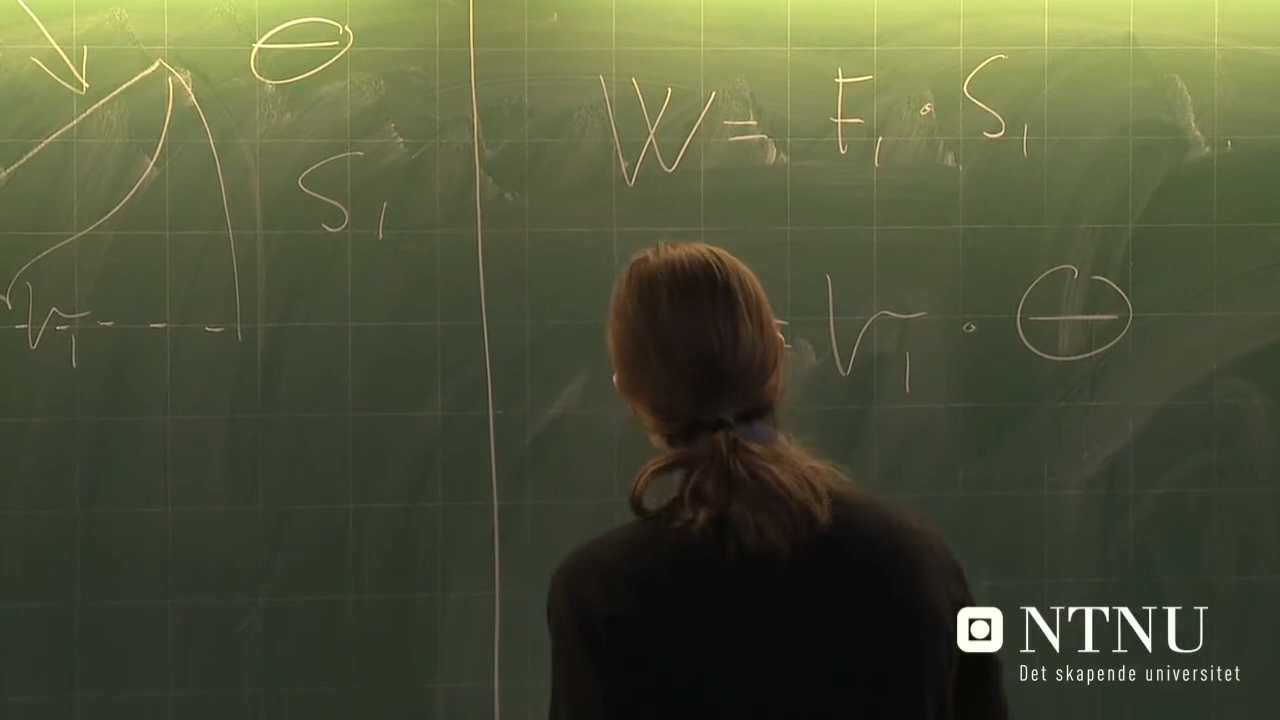 θ
S₁
r₁
W = F₁ · S₁
= r₁ · θ
NTNU
Det skapende universitet